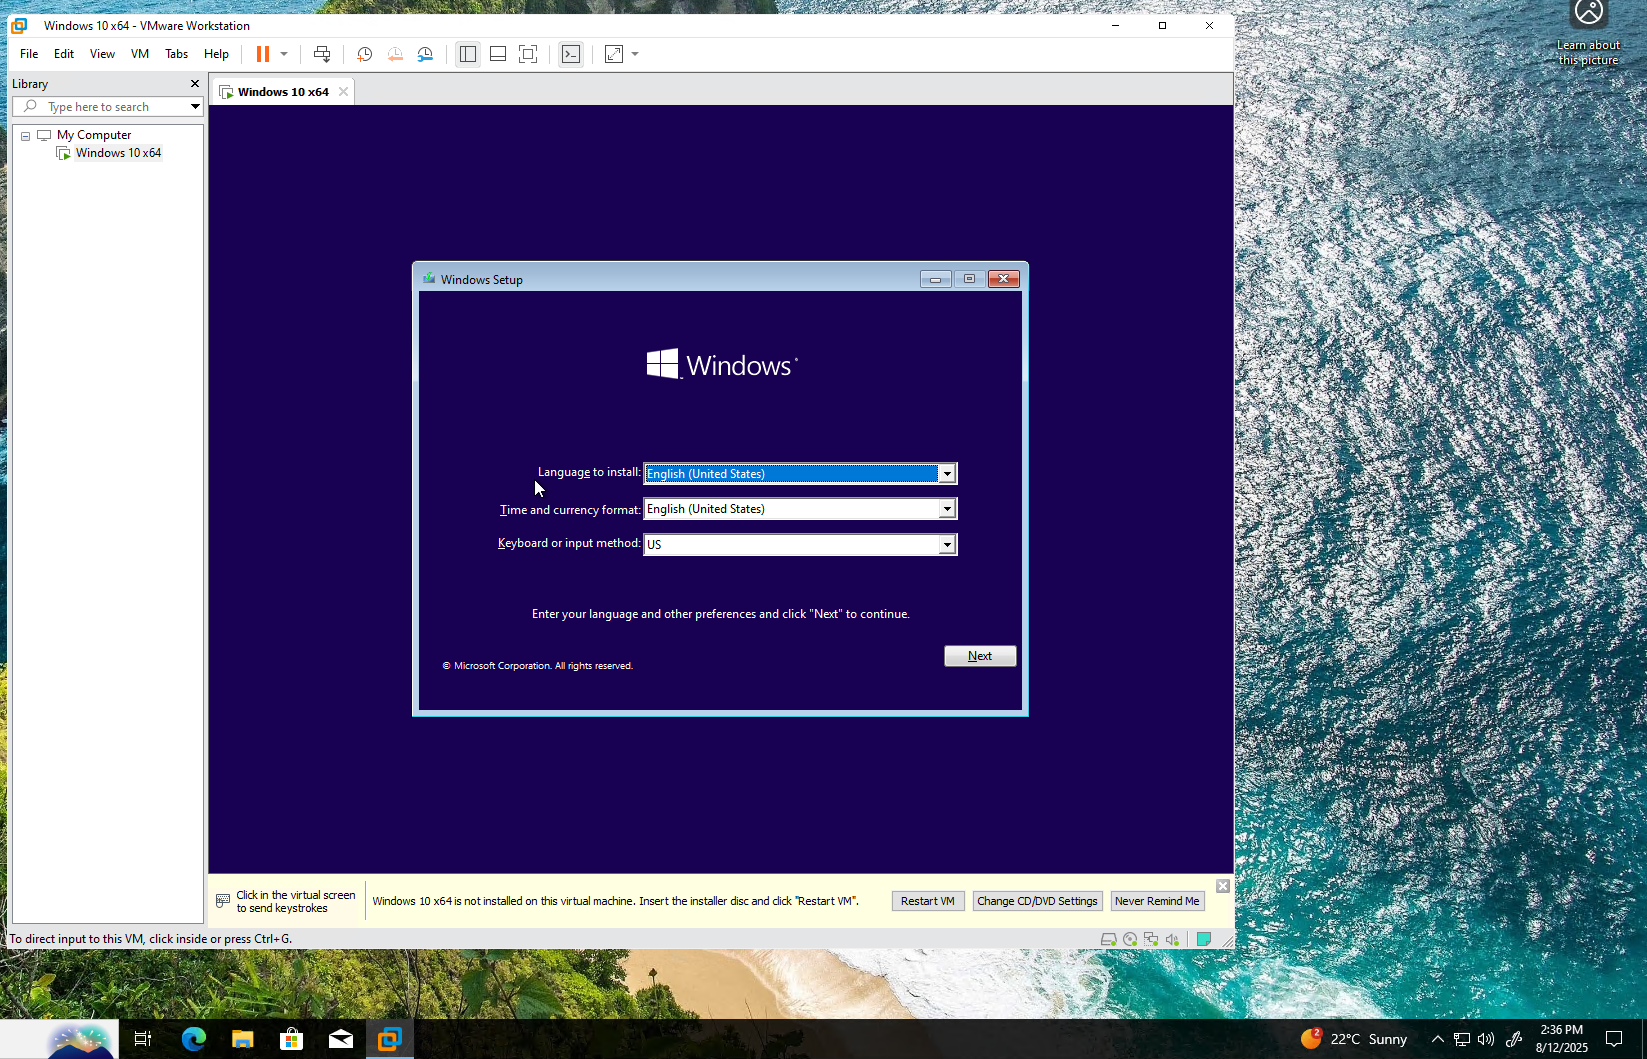 Windows 10 x64 - VMware Workstation
File Edit View VM Tabs Help
Library
Type here to search
My Computer
Windows 10 x64
Windows 10 x64
Windows Setup
Windows
Language to install: English (United States)
Time and currency format: English (United States)
Keyboard or input method: US
Enter your language and other preferences and click "Next" to continue.
Next
© Microsoft Corporation. All rights reserved.
Click in the virtual screen
to send keystrokes
Windows 10 x64 is not installed on this virtual machine. Insert the installer disc and click "Restart VM".
Restart VM
Change CD/DVD Settings
Never Remind Me
To direct input to this VM, click inside or press Ctrl+G.
Learn about
this picture
2
22°C Sunny
2:36 PM
8/12/2025